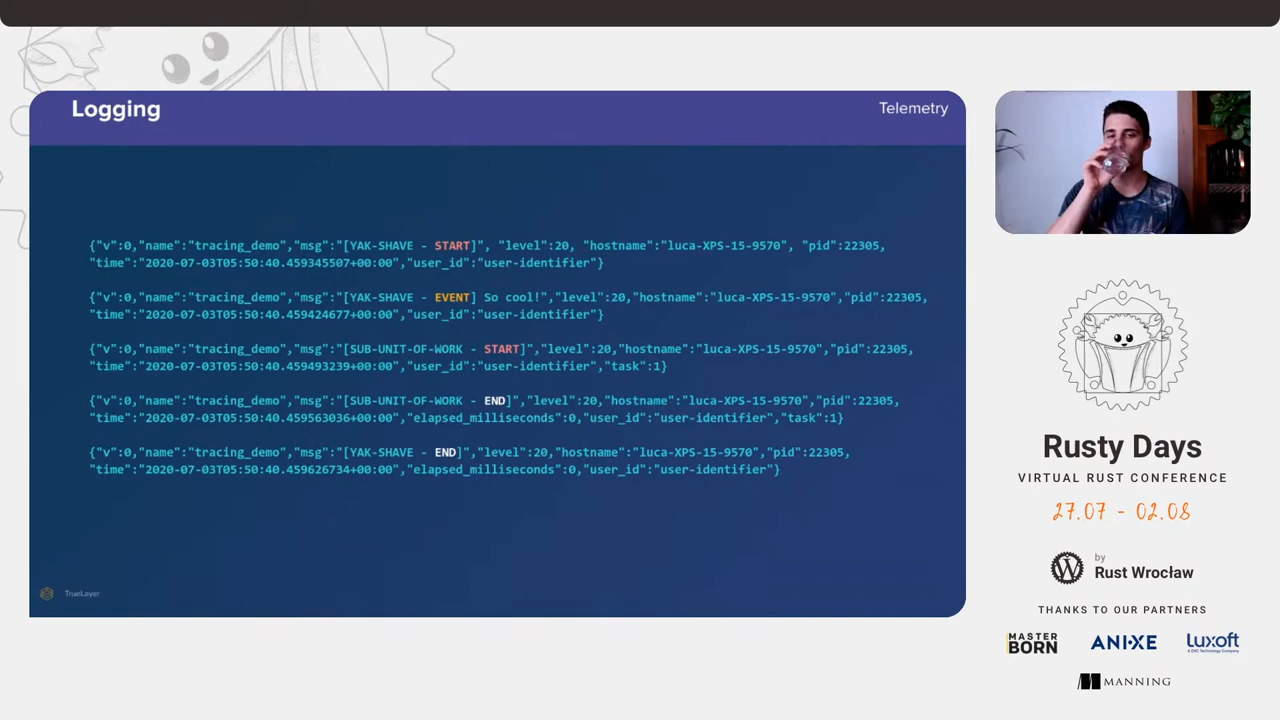 Logging
Telemetry
{"v":0,"name":"tracing_demo","msg":"[YAK-SHAVE - START]", "level":20, "hostname":"luca-XPS-15-9570", "pid":22305,
"time":"2020-07-03T05:50:40.459345507+00:00","user_id":"user-identifier"}
{"v":0,"name":"tracing_demo","msg":"[YAK-SHAVE - EVENT] So cool!","level":20,"hostname":"luca-XPS-15-9570","pid":22305,
"time":"2020-07-03T05:50:40.459424677+00:00","user_id":"user-identifier"}
{"v":0,"name":"tracing_demo","msg":"[SUB-UNIT-OF-WORK - START]","level":20,"hostname":"luca-XPS-15-9570","pid":22305,
"time":"2020-07-03T05:50:40.459493239+00:00","user_id":"user-identifier","task":1}
{"v":0,"name":"tracing_demo","msg":"[SUB-UNIT-OF-WORK - END]","level":20,"hostname":"luca-XPS-15-9570","pid":22305,
"time":"2020-07-03T05:50:40.459563036+00:00","elapsed_milliseconds":0,"user_id":"user-identifier","task":1}
{"v":0,"name":"tracing_demo","msg":"[YAK-SHAVE - END]","level":20,"hostname":"luca-XPS-15-9570","pid":22305,
"time":"2020-07-03T05:50:40.459626734+00:00","elapsed_milliseconds":0,"user_id":"user-identifier"}
TrueLayer
Rusty Days
VIRTUAL RUST CONFERENCE
27.07 - 02.08
by
Rust Wrocław
THANKS TO OUR PARTNERS
MASTER
BORN
ANIXE
Luxoft
A DXC Technology Company
MANNING